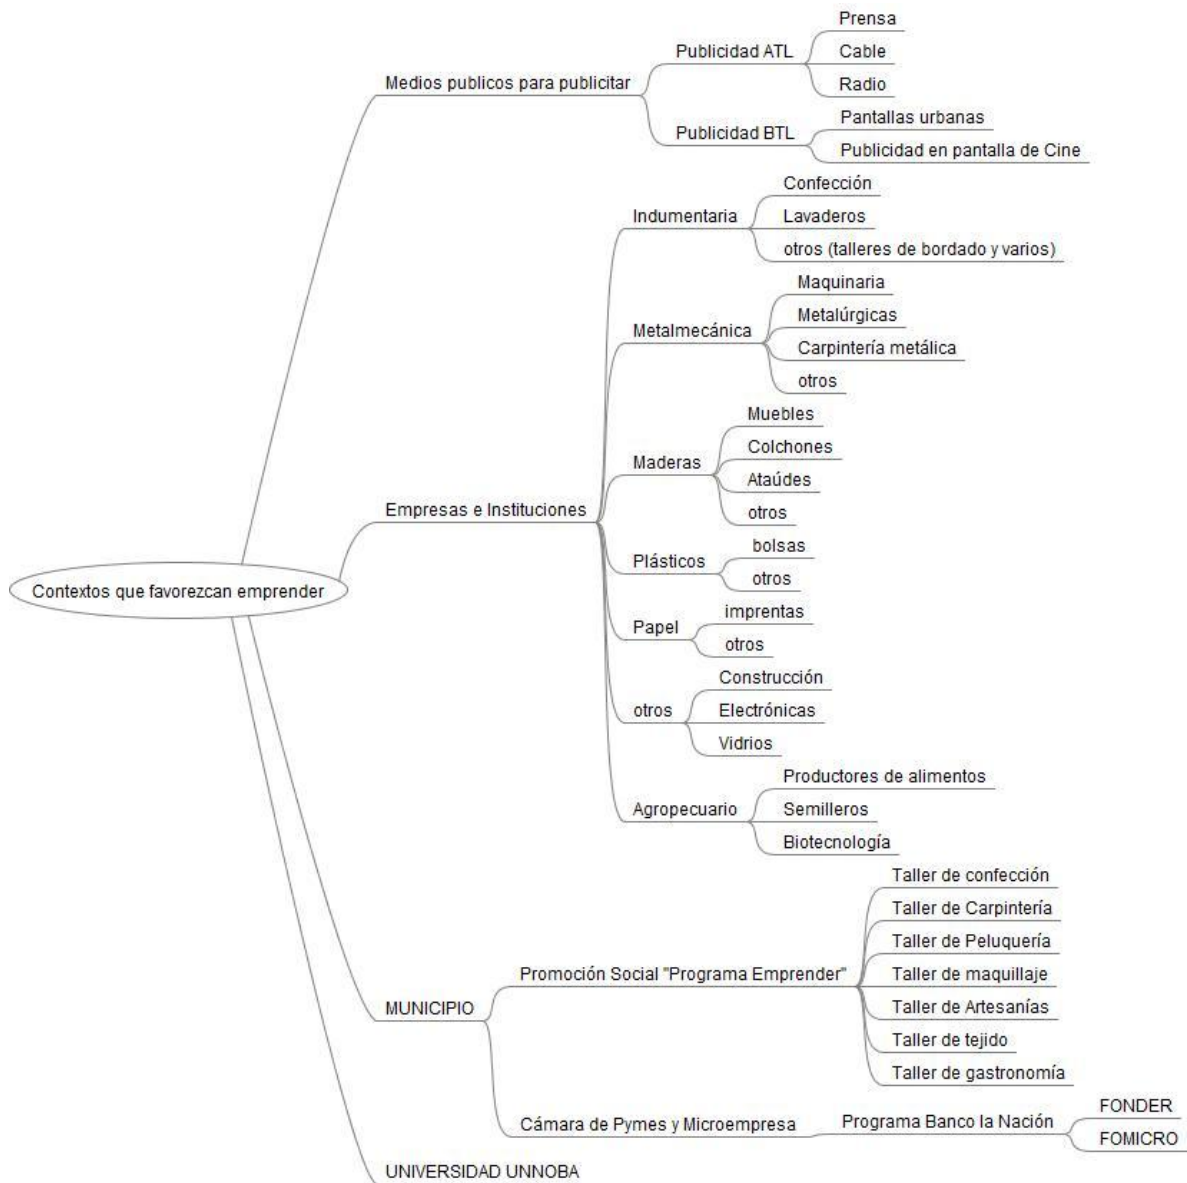 Contextos que favorezcan emprender
Medios publicos para publicitar
Publicidad ATL
Prensa
Cable
Radio
Publicidad BTL
Pantallas urbanas
Publicidad en pantalla de Cine
Empresas e Instituciones
Indumentaria
Confección
Lavaderos
otros (talleres de bordado y varios)
Metalmecánica
Maquinaria
Metalúrgicas
Carpintería metálica
otros
Maderas
Muebles
Colchones
Ataúdes
otros
Plásticos
bolsas
otros
Papel
imprentas
otros
otros
Construcción
Electrónicas
Vidrios
Agropecuario
Productores de alimentos
Semilleros
Biotecnología
MUNICIPIO
Promoción Social "Programa Emprender"
Taller de confección
Taller de Carpintería
Taller de Peluquería
Taller de maquillaje
Taller de Artesanías
Taller de tejido
Taller de gastronomía
Cámara de Pymes y Microempresa
Programa Banco la Nación
FONDER
FOMICRO
UNIVERSIDAD UNNOBA